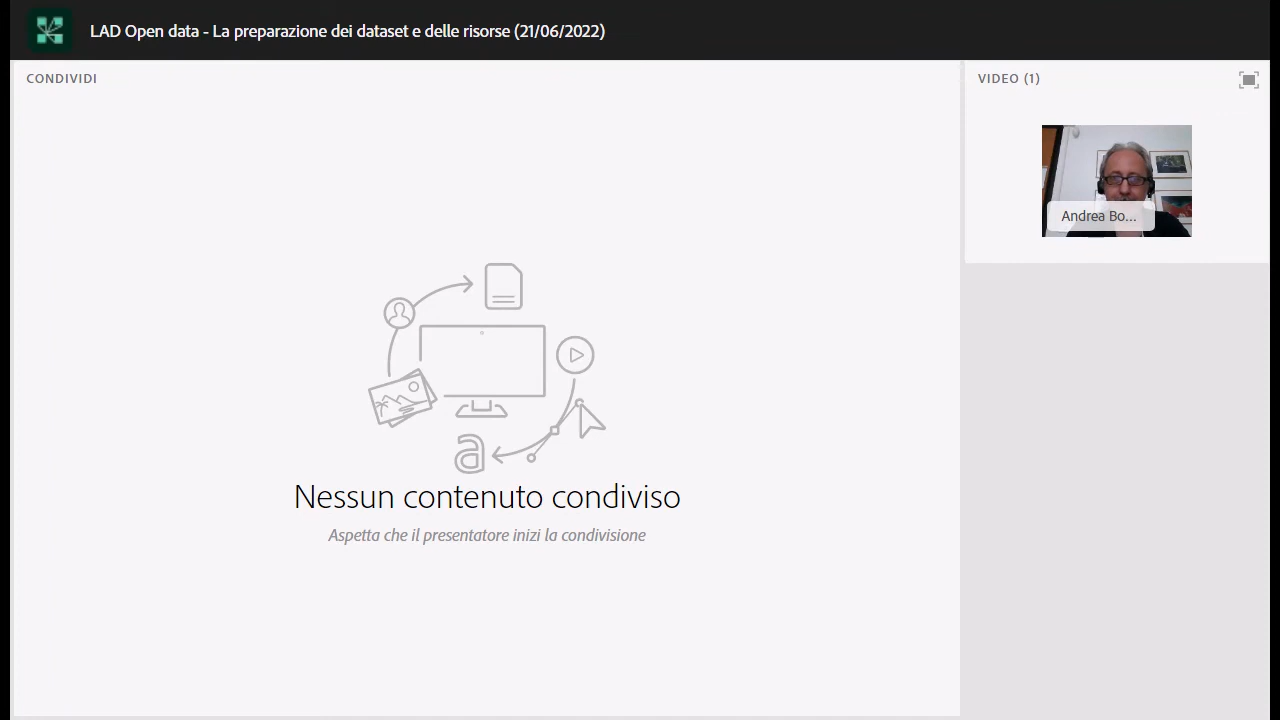 LAD Open data - La preparazione dei dataset e delle risorse (21/06/2022)
CONDIVIDI
VIDEO (1)
Andrea Bo...
a
Nessun contenuto condiviso
Aspetta che il presentatore inizi la condivisione